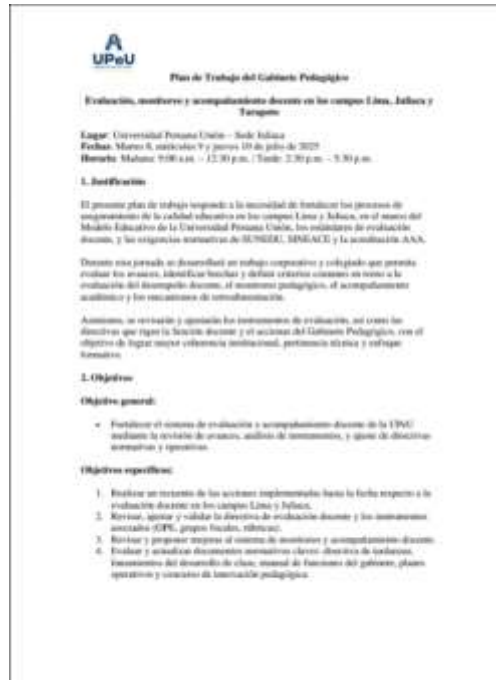 UPeU
Plan de Trabajo del Gabinete Pedagógico
Evaluación, monitoreo y acompañamiento docente en los campus Lima, Juliaca y
Tarapoto
Lugar: Universidad Peruana Unión – Sede Juliaca
Fechas: Martes 8, miércoles 9 y jueves 10 de julio de 2025
Horario: Mañana: 9:00 a.m. – 12:30 p.m. / Tarde: 2:30 p.m. – 5:30 p.m.
1. Justificación
El presente plan de trabajo responde a la necesidad de fortalecer los procesos de
aseguramiento de la calidad educativa en los campus Lima y Juliaca, en el marco del
Modelo Educativo de la Universidad Peruana Unión, los estándares de evaluación
docente, y las exigencias normativas de SUNEDU, SINEACE y la acreditación AAA.
Durante esta jornada se desarrollará un trabajo corporativo y colegiado que permita
evaluar los avances, identificar brechas y definir criterios comunes en torno a la
evaluación del desempeño docente, el monitoreo pedagógico, el acompañamiento
académico y los mecanismos de retroalimentación.
Asimismo, se revisarán y ajustarán los instrumentos de evaluación, así como las
directivas que rigen la función docente y el accionar del Gabinete Pedagógico, con el
objetivo de lograr mayor coherencia institucional, pertinencia técnica y enfoque
formativo.
2. Objetivos
Objetivo general:
• Fortalecer el sistema de evaluación y acompañamiento docente de la UPeU
mediante la revisión de avances, análisis de instrumentos, y ajuste de directivas
normativas y operativas.
Objetivos específicos:
1. Realizar un recuento de las acciones implementadas hasta la fecha respecto a la
evaluación docente en los campus Lima y Juliaca.
2. Revisar, ajustar y validar la directiva de evaluación docente y los instrumentos
asociados (OPE, grupos focales, rúbricas).
3. Revisar y proponer mejoras al sistema de monitoreo y acompañamiento docente.
4. Evaluar y actualizar documentos normativos claves: directiva de tardanzas,
lineamientos del desarrollo de clase, manual de funciones del gabinete, planes
operativos y concurso de innovación pedagógica.